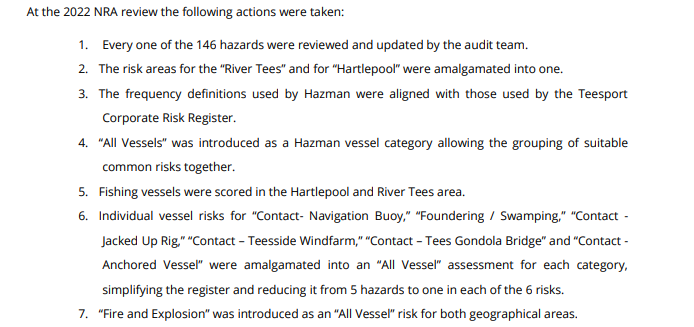 At the 2022 NRA review the following actions were taken:
1. Every one of the 146 hazards were reviewed and updated by the audit team.
2. The risk areas for the “River Tees” and for “Hartlepool” were amalgamated into one.
3. The frequency definitions used by Hazman were aligned with those used by the Teesport
Corporate Risk Register.
4. “All Vessels” was introduced as a Hazman vessel category allowing the grouping of suitable
common risks together.
5. Fishing vessels were scored in the Hartlepool and River Tees area.
6. Individual vessel risks for “Contact- Navigation Buoy,” “Foundering / Swamping,” “Contact -
Jacked Up Rig,” “Contact – Teesside Windfarm,” “Contact – Tees Gondola Bridge” and “Contact -
Anchored Vessel” were amalgamated into an “All Vessel” assessment for each category,
simplifying the register and reducing it from 5 hazards to one in each of the 6 risks.
7. “Fire and Explosion” was introduced as an “All Vessel” risk for both geographical areas.